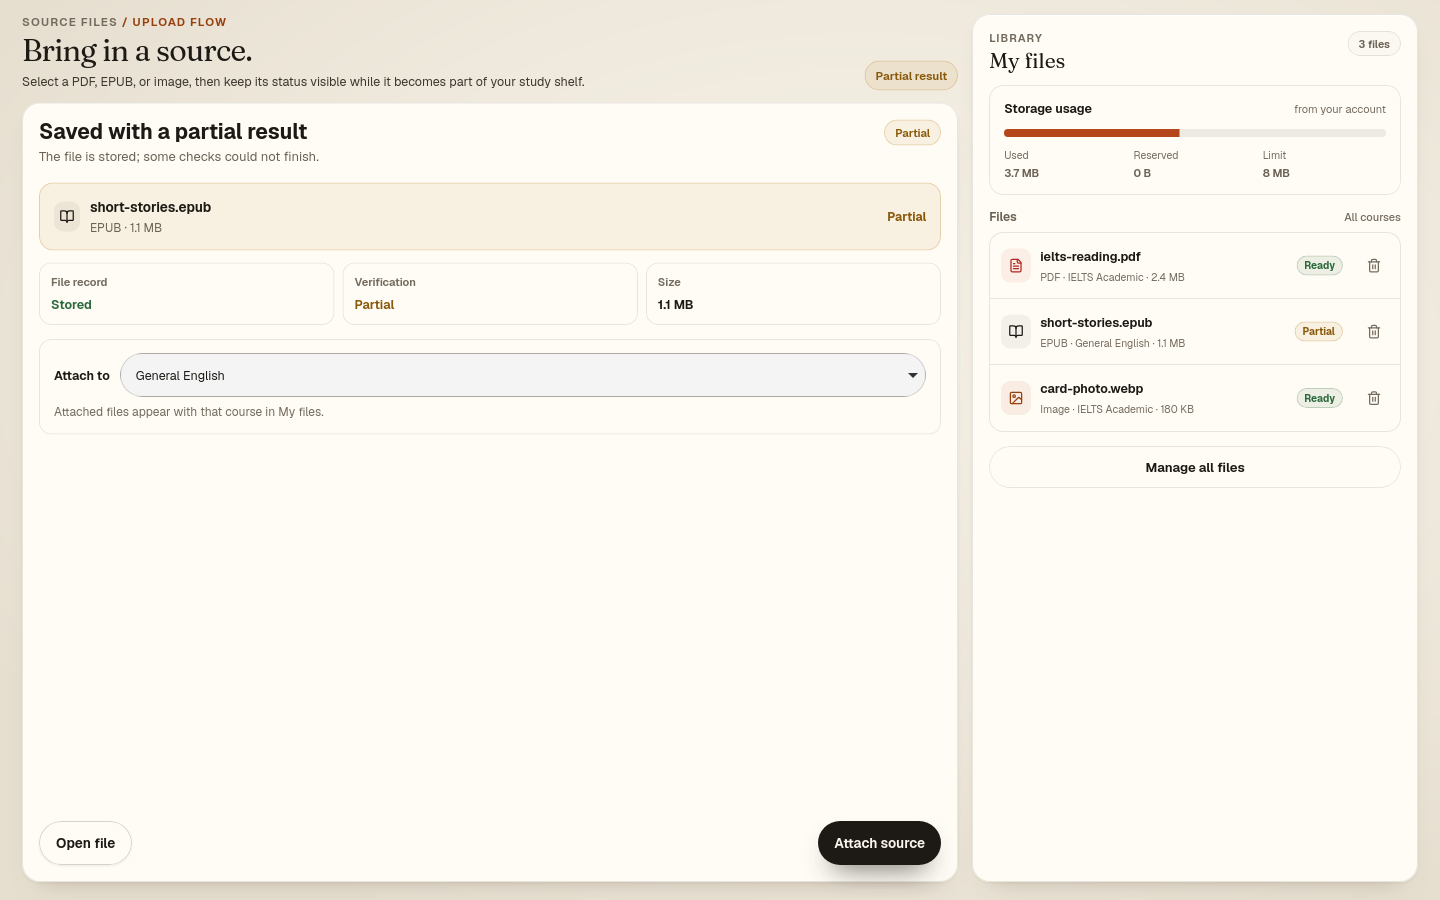 SOURCE FILES / UPLOAD FLOW
Bring in a source.
Select a PDF, EPUB, or image, then keep its status visible while it becomes part of your study shelf.
Partial result
Saved with a partial result
The file is stored; some checks could not finish.
Partial
short-stories.epub
EPUB · 1.1 MB
Partial
File record
Stored
Verification
Partial
Size
1.1 MB
Attach to
General English
Attached files appear with that course in My files.
Open file
Attach source
LIBRARY
My files
3 files
Storage usage
from your account
Used
3.7 MB
Reserved
0 B
Limit
8 MB
Files
All courses
ielts-reading.pdf
PDF · IELTS Academic · 2.4 MB
Ready
short-stories.epub
EPUB · General English · 1.1 MB
Partial
card-photo.webp
Image · IELTS Academic · 180 KB
Ready
Manage all files